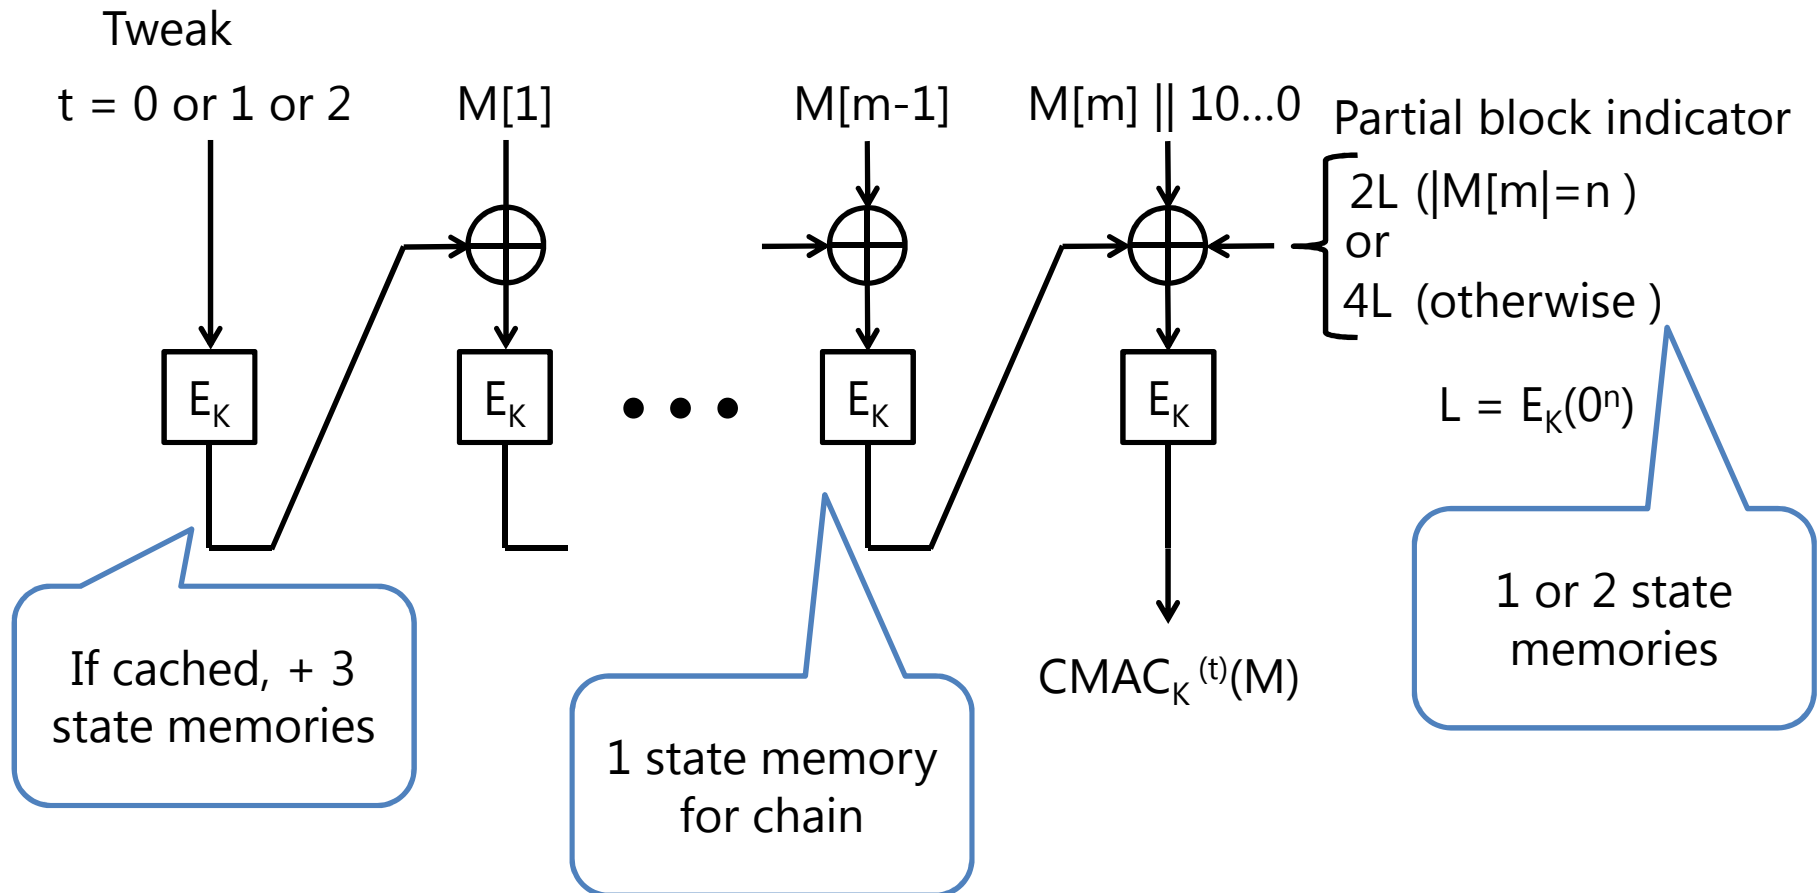 Tweak
t = 0 or 1 or 2
M[1]
M[m-1]
M[m] || 10...0
Partial block indicator
2L (|M[m|=n )
or
4L (otherwise )
E_K
E_K
E_K
E_K
L = E_K(0^n)
If cached, + 3
state memories
1 state memory
for chain
CMAC_K^(t)(M)
1 or 2 state
memories